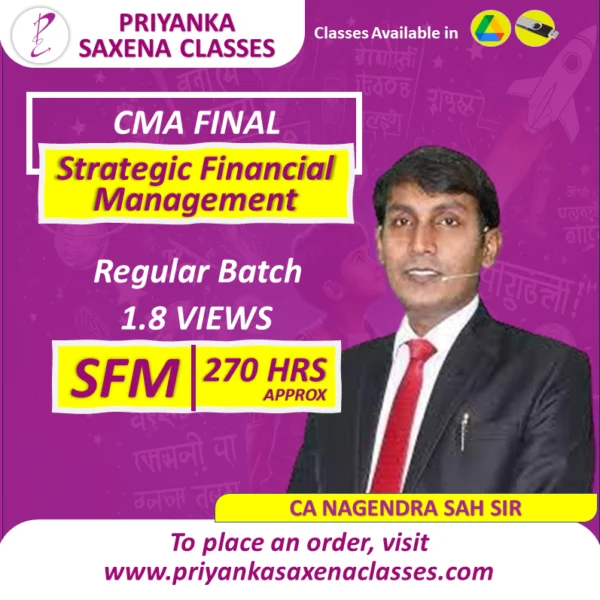 PRIYANKA
SAXENA CLASSES
Classes Available in
CMA FINAL
Strategic Financial
Management
Regular Batch
1.8 VIEWS
SFM
270 HRS
APPROX
CA NAGENDRA SAH SIR
To place an order, visit
www.priyankasaxenaclasses.com